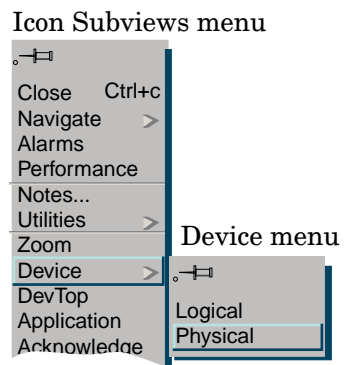 Icon Subviews menu
Close Ctrl+c
Navigate
Alarms
Performance
Notes...
Utilities
Zoom
Device
DevTop
Application
Acknowledge
Device menu
Logical
Physical